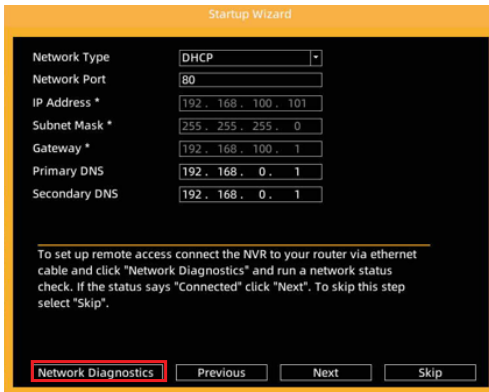 Startup Wizard
Network Type DHCP
Network Port 80
IP Address * 192 . 168 . 100 . 101
Subnet Mask * 255 . 255 . 255 . 0
Gateway * 192 . 168 . 100 . 1
Primary DNS 192 . 168 . 0 . 1
Secondary DNS 192 . 168 . 0 . 1
To set up remote access connect the NVR to your router via ethernet
cable and click "Network Diagnostics" and run a network status
check. If the status says "Connected" click "Next". To skip this step
select "Skip".
Network Diagnostics Previous Next Skip